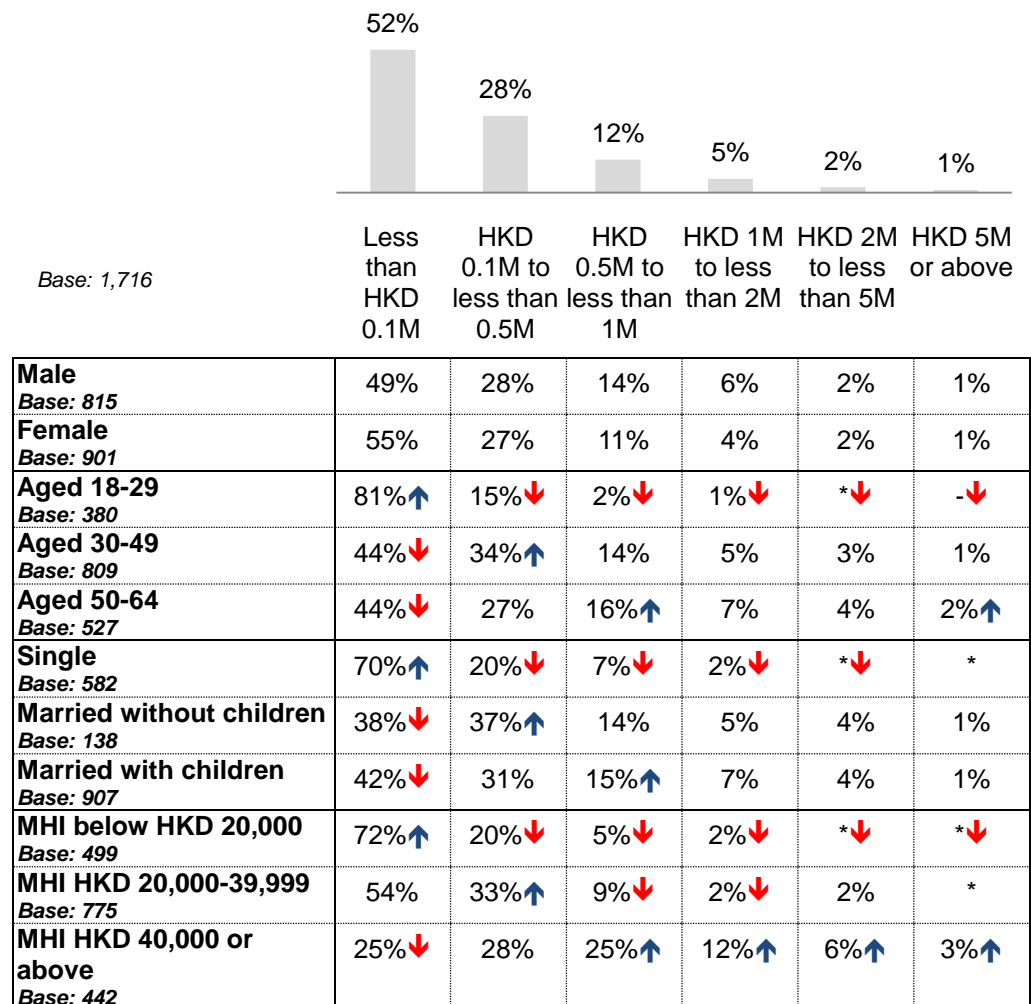 52%
28%
12%
5%
2%
1%
Base: 1,716
Less than HKD 0.1M
HKD 0.1M to less than 0.5M
HKD 0.5M to less than 1M
HKD 1M to less than 2M
HKD 2M to less than 5M
HKD 5M or above
Male
Base: 815
49% 28% 14% 6% 2% 1%
Female
Base: 901
55% 27% 11% 4% 2% 1%
Aged 18-29
Base: 380
81%↑ 15%↓ 2%↓ 1%↓ *↓ -↓
Aged 30-49
Base: 809
44%↓ 34%↑ 14% 5% 3% 1%
Aged 50-64
Base: 527
44%↓ 27% 16%↑ 7% 4% 2%↑
Single
Base: 582
70%↑ 20%↓ 7%↓ 2%↓ *↓ *
Married without children
Base: 138
38%↓ 37%↑ 14% 5% 4% 1%
Married with children
Base: 907
42%↓ 31% 15%↑ 7% 4% 1%
MHI below HKD 20,000
Base: 499
72%↑ 20%↓ 5%↓ 2%↓ *↓ *↓
MHI HKD 20,000-39,999
Base: 775
54% 33%↑ 9%↓ 2%↓ 2% *
MHI HKD 40,000 or
above
Base: 442
25%↓ 28% 25%↑ 12%↑ 6%↑ 3%↑